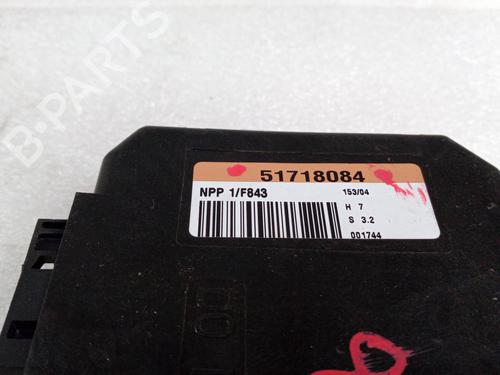 B-PARTS
51718084
NPP 1/F843
153/04
H 7
S 3.2
001744